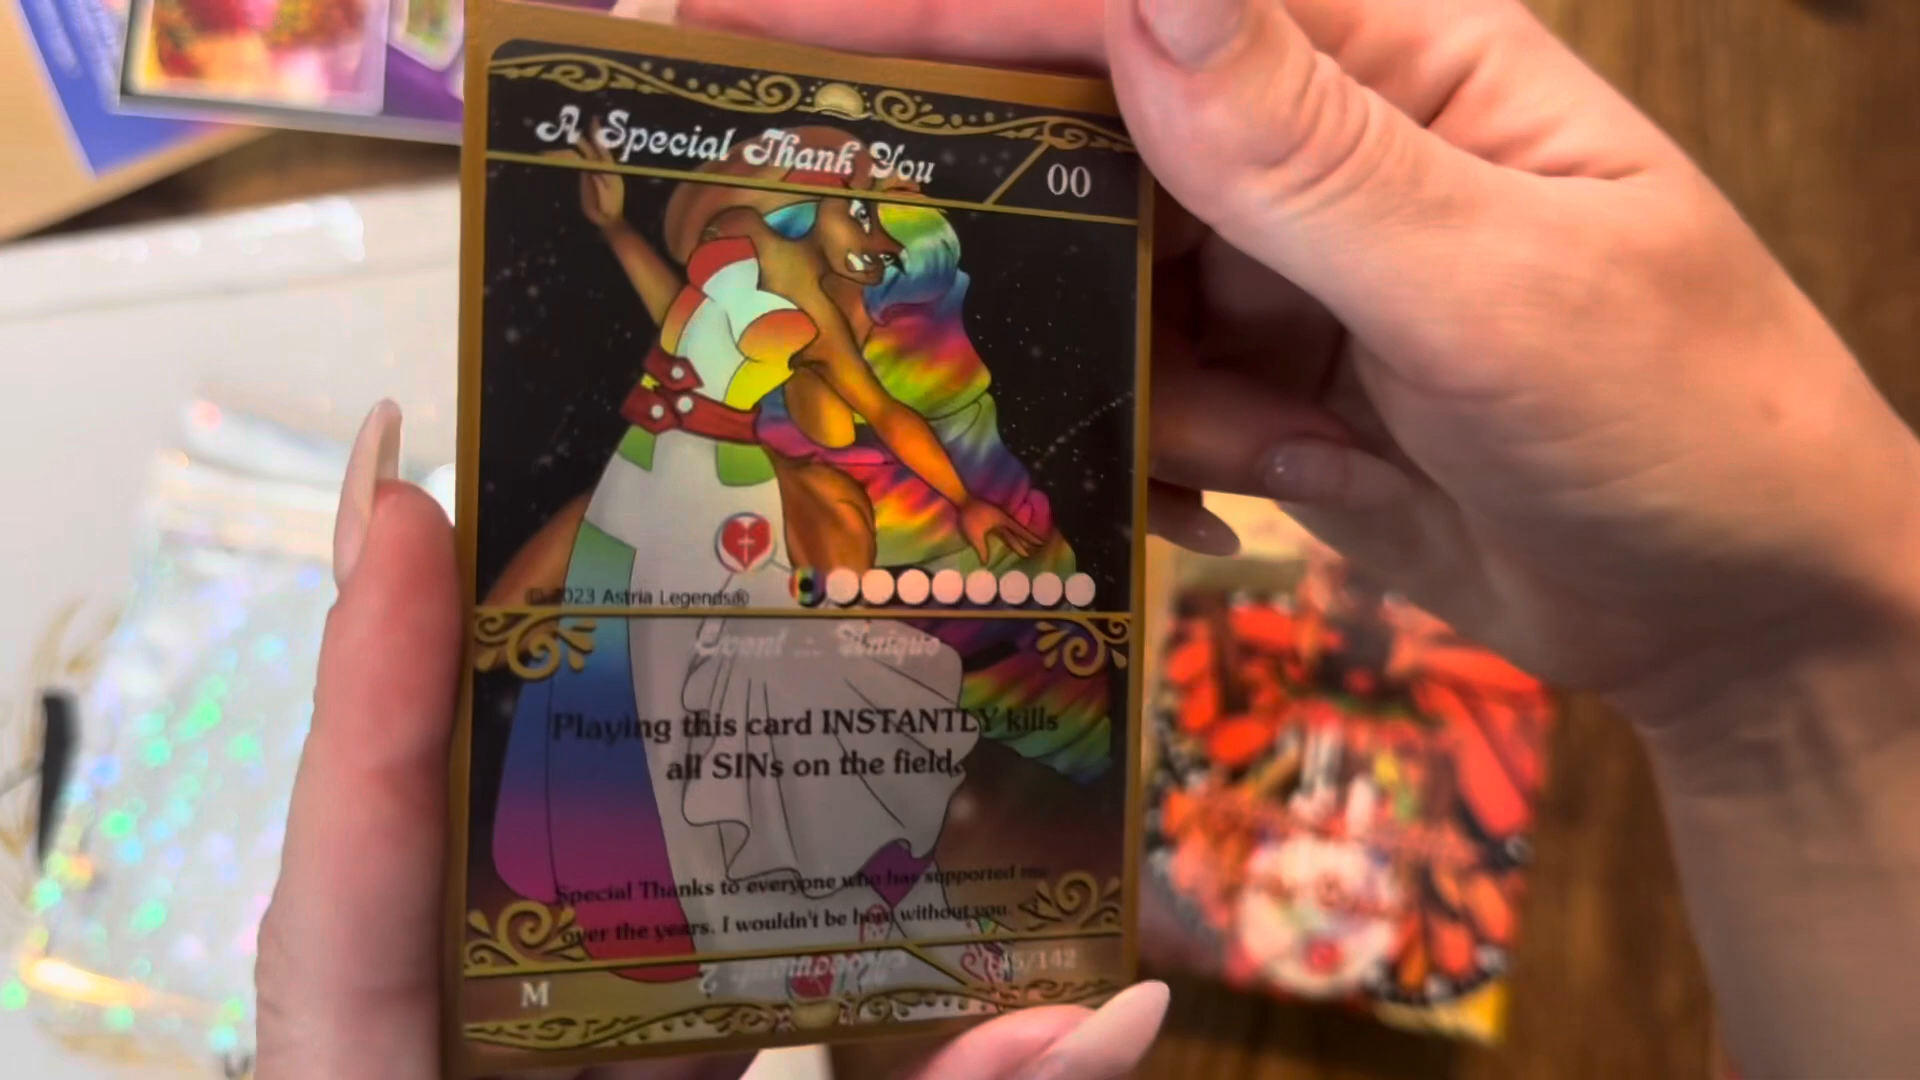 A Special Thank You
00
© 2023 Astria Legends®
Event .:. Unique
Playing this card INSTANTLY kills
all SINs on the field.
Special Thanks to everyone who has supported me
over the years. I wouldn't be here without you.
M
/142